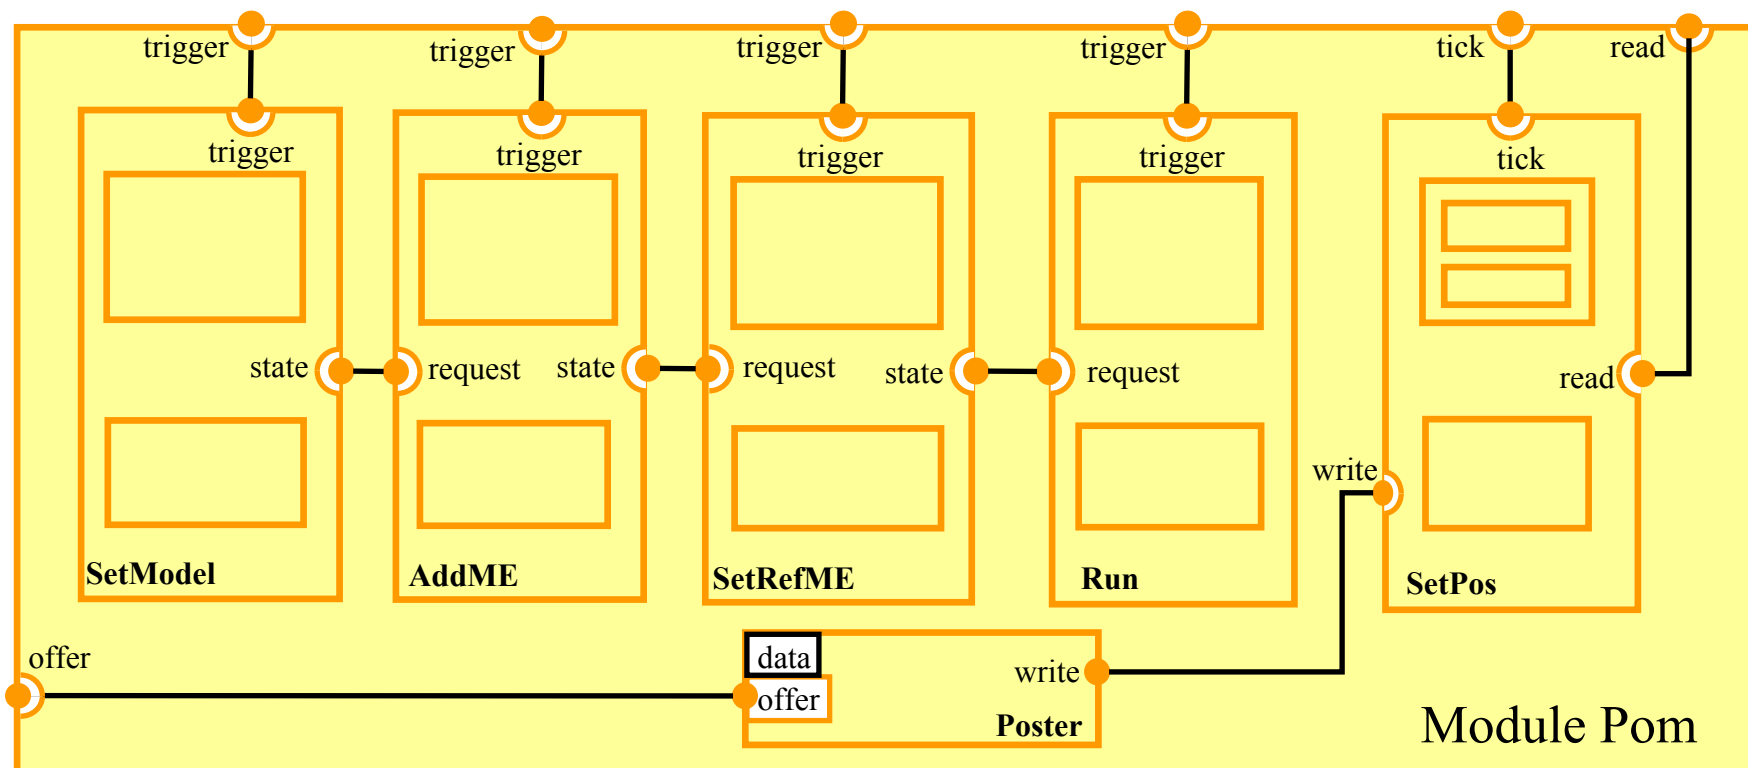 trigger
trigger
trigger
trigger
tick
read
trigger
trigger
trigger
trigger
tick
state
request
state
request
state
request
read
write
SetModel
AddME
SetRefME
Run
SetPos
offer
data
offer
write
Poster
Module Pom